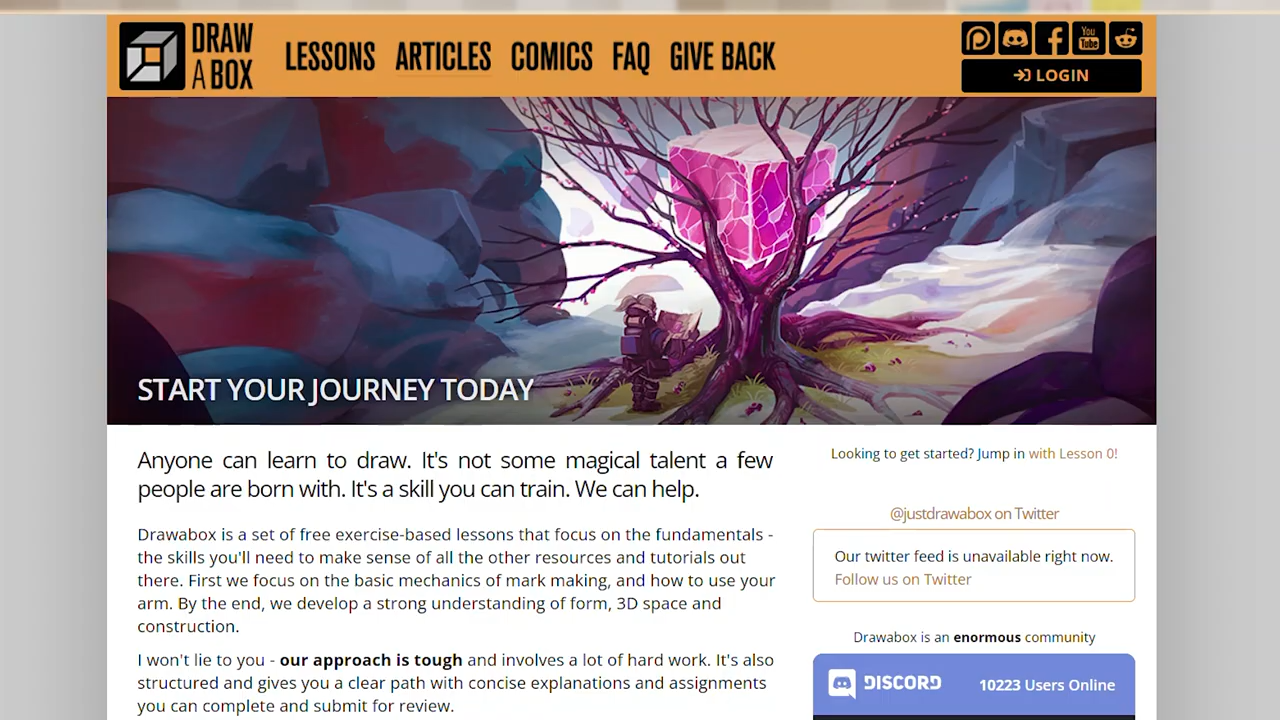 DRAW
A BOX
LESSONS ARTICLES COMICS FAQ GIVE BACK
You
Tube
LOGIN
START YOUR JOURNEY TODAY
Anyone can learn to draw. It's not some magical talent a few
people are born with. It's a skill you can train. We can help.
Drawabox is a set of free exercise-based lessons that focus on the fundamentals -
the skills you'll need to make sense of all the other resources and tutorials out
there. First we focus on the basic mechanics of mark making, and how to use your
arm. By the end, we develop a strong understanding of form, 3D space and
construction.
I won't lie to you - our approach is tough and involves a lot of hard work. It's also
structured and gives you a clear path with concise explanations and assignments
you can complete and submit for review.
Looking to get started? Jump in with Lesson 0!
@justdrawabox on Twitter
Our twitter feed is unavailable right now.
Follow us on Twitter
Drawabox is an enormous community
DISCORD 10223 Users Online